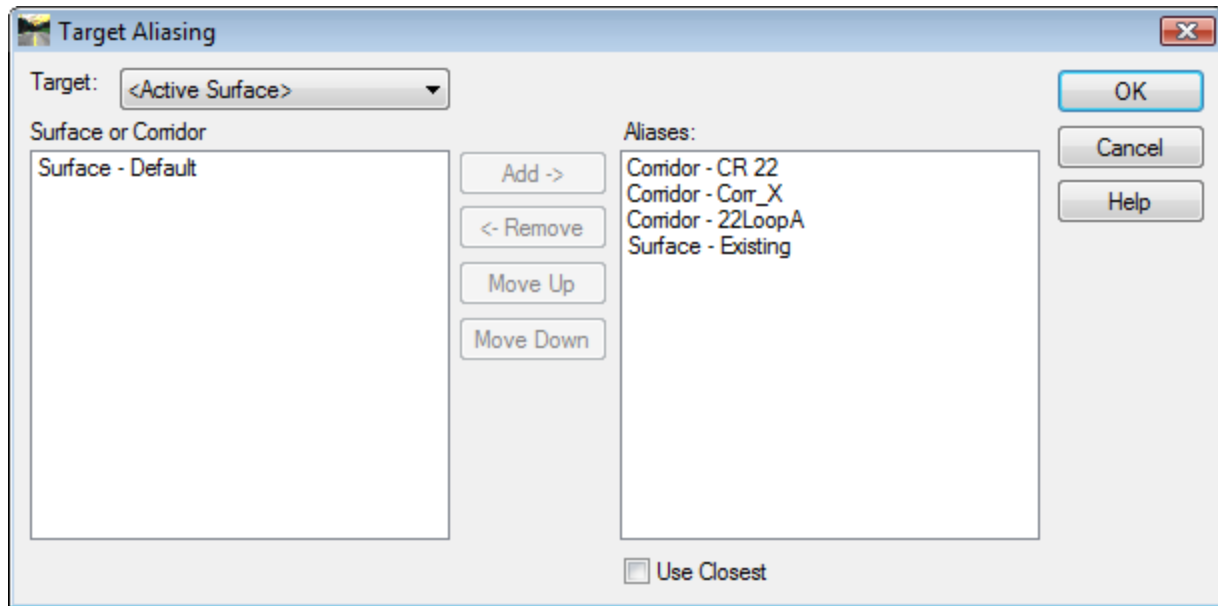 Target Aliasing
Target: <Active Surface>
Surface or Corridor
Surface - Default
Add ->
<- Remove
Move Up
Move Down
Aliases:
Corridor - CR 22
Corridor - Corr_X
Corridor - 22LoopA
Surface - Existing
Use Closest
OK
Cancel
Help